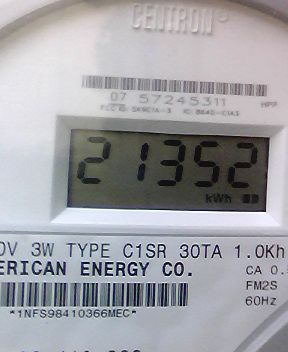 CENTRON
07 57245311 HPP
21352
kWh
0V 3W TYPE C1SR 30TA 1.0Kh
ERICAN ENERGY CO. CA 0.
FM2S
60Hz
*1NFS98410366MEC*